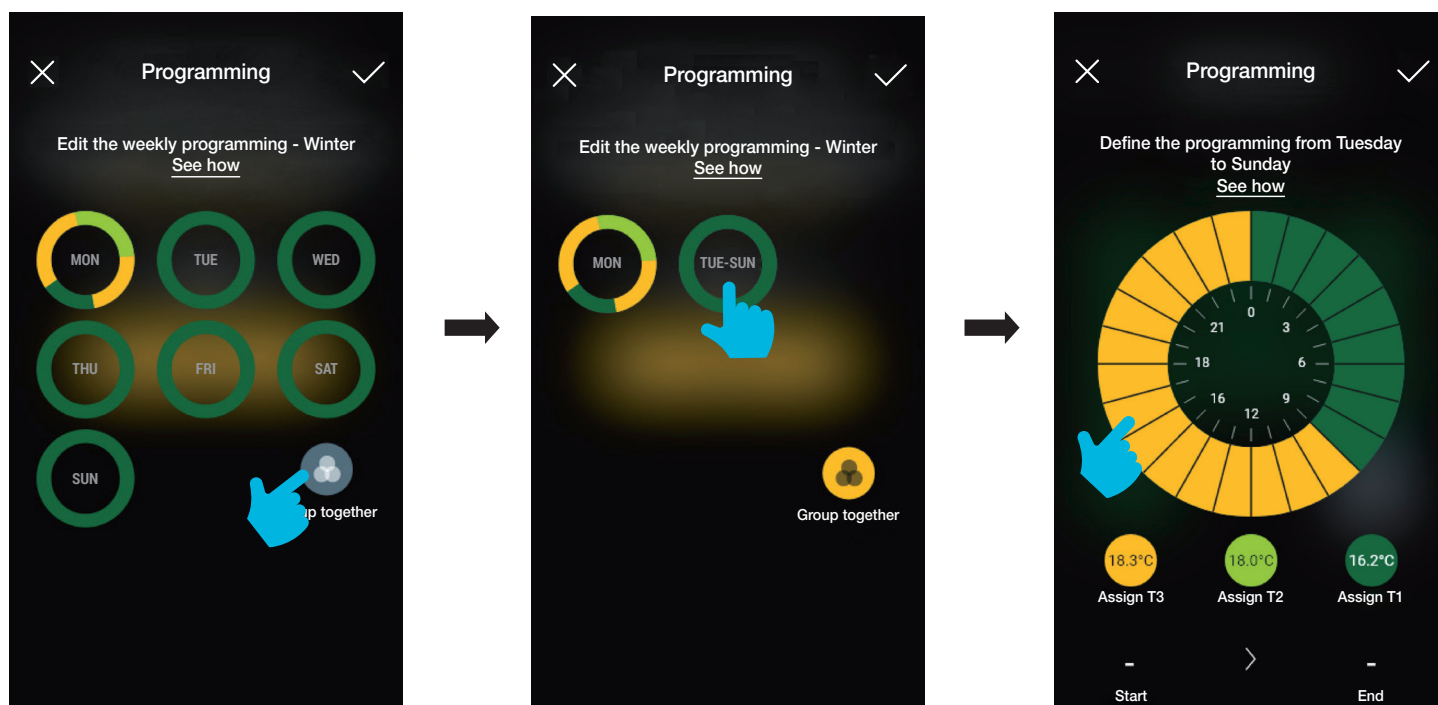 Programming
Edit the weekly programming - Winter
See how
MON
TUE
WED
THU
FRI
SAT
SUN
together
Programming
Edit the weekly programming - Winter
See how
MON
TUE-SUN
Group together
Programming
Define the programming from Tuesday
to Sunday
See how
0
21
3
18
6
16
9
12
18.3°C
18.0°C
16.2°C
Assign T3
Assign T2
Assign T1
-
-
Start
End